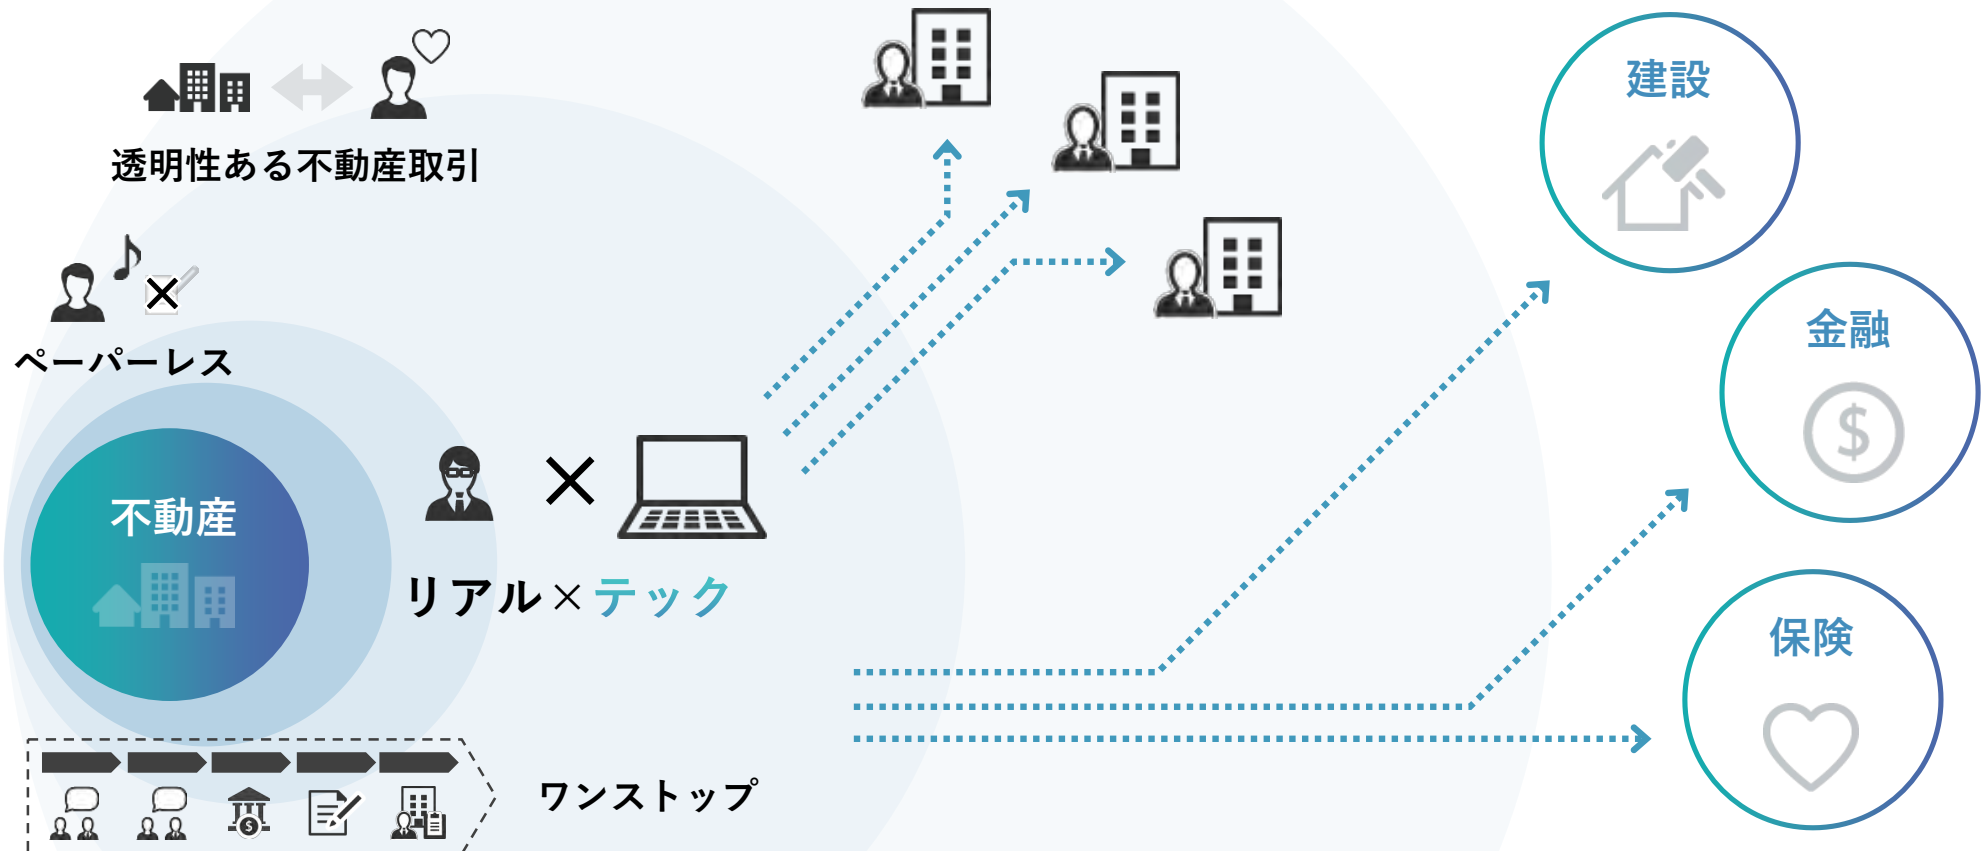 透明性ある不動産取引
ペーパーレス
不動産
リアル×テック
ワンストップ
建設
金融
保険